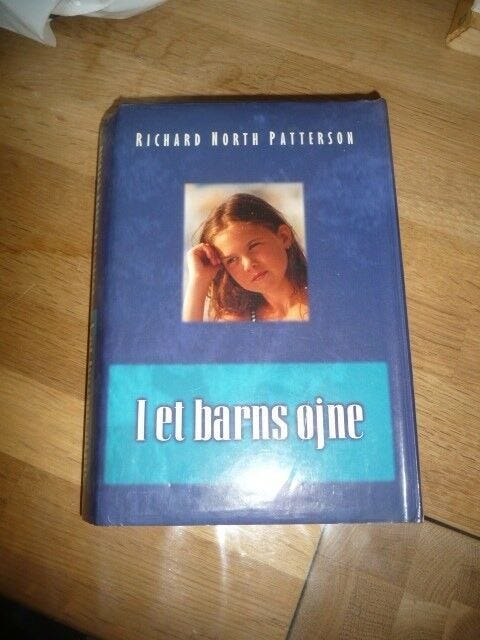 RICHARD NORTH PATTERSON
I et barns øjne